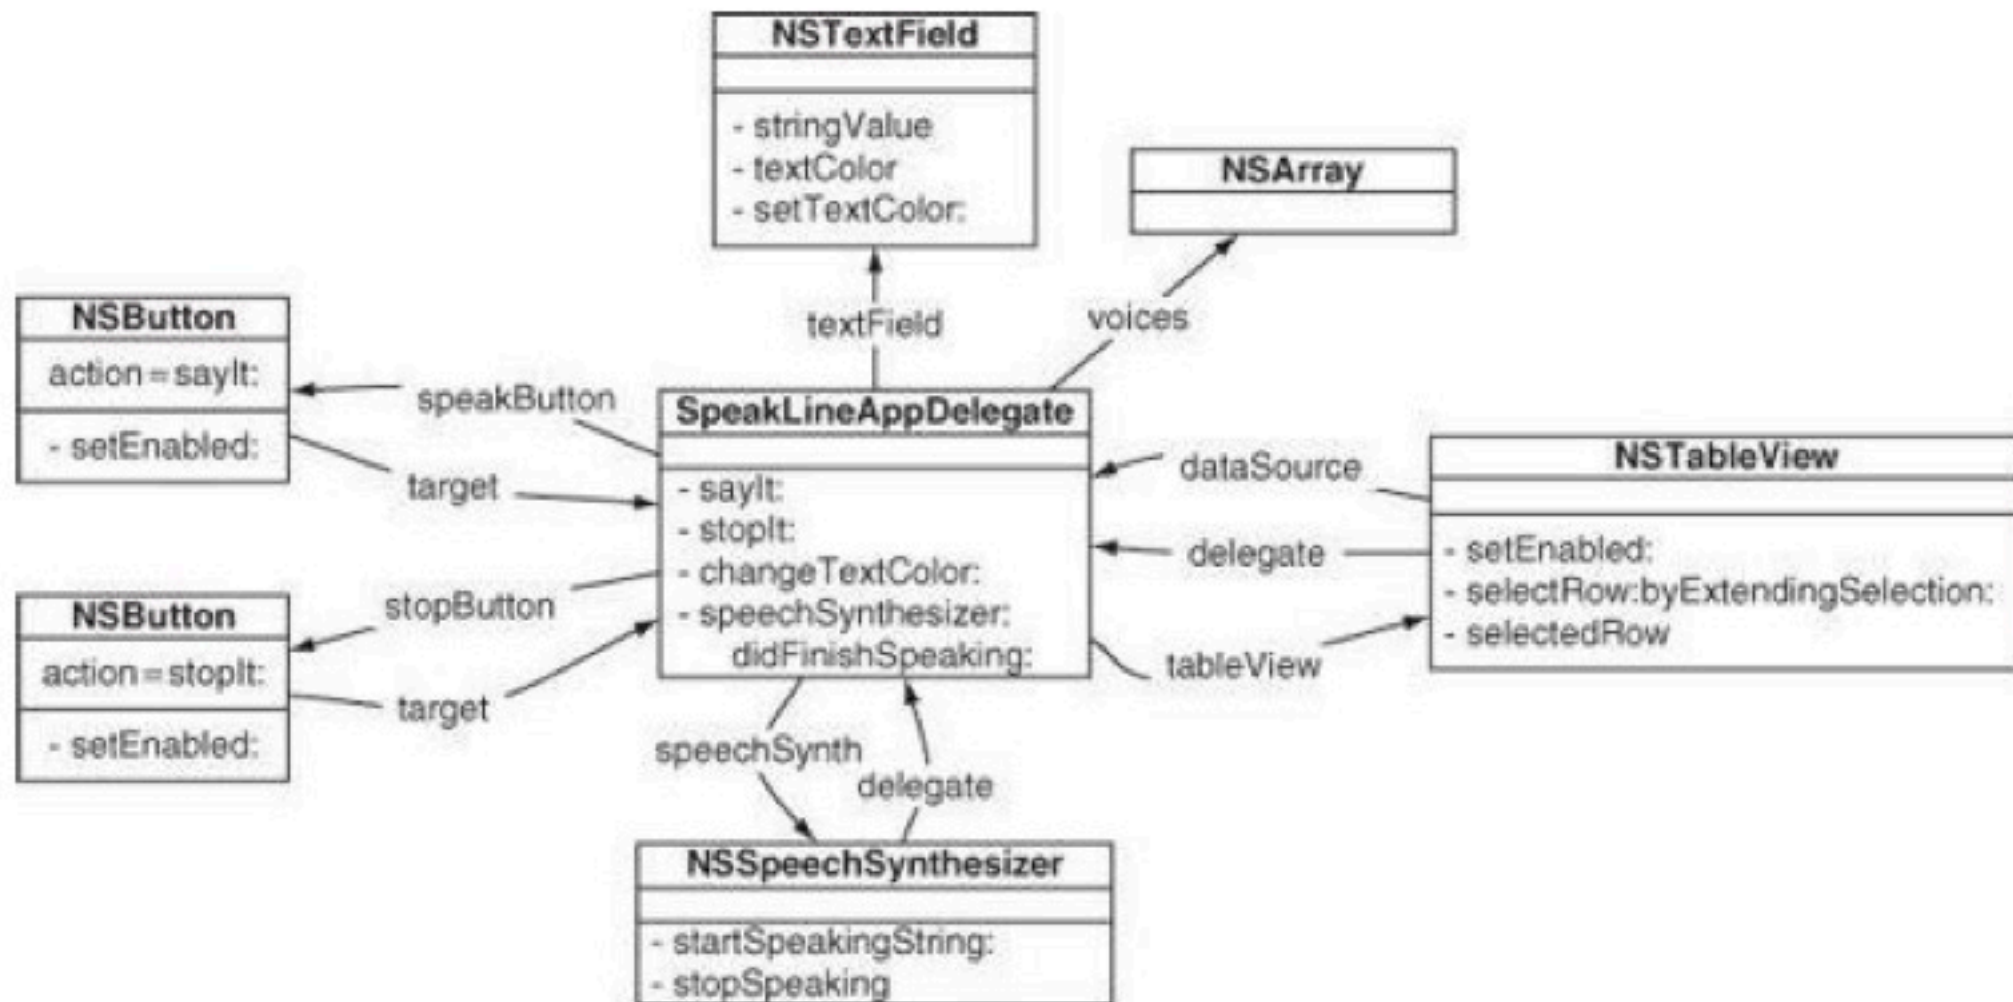 NSTextField
- stringValue
- textColor
- setTextColor:
NSArray
textField
voices
NSButton
action=sayIt:
- setEnabled:
speakButton
target
SpeakLineAppDelegate
- sayIt:
- stopIt:
- changeTextColor:
- speechSynthesizer:
didFinishSpeaking:
dataSource
delegate
tableView
NSTableView
- setEnabled:
- selectRow:byExtendingSelection:
- selectedRow
NSButton
action=stopIt:
- setEnabled:
stopButton
target
speechSynth
delegate
NSSpeechSynthesizer
- startSpeakingString:
- stopSpeaking